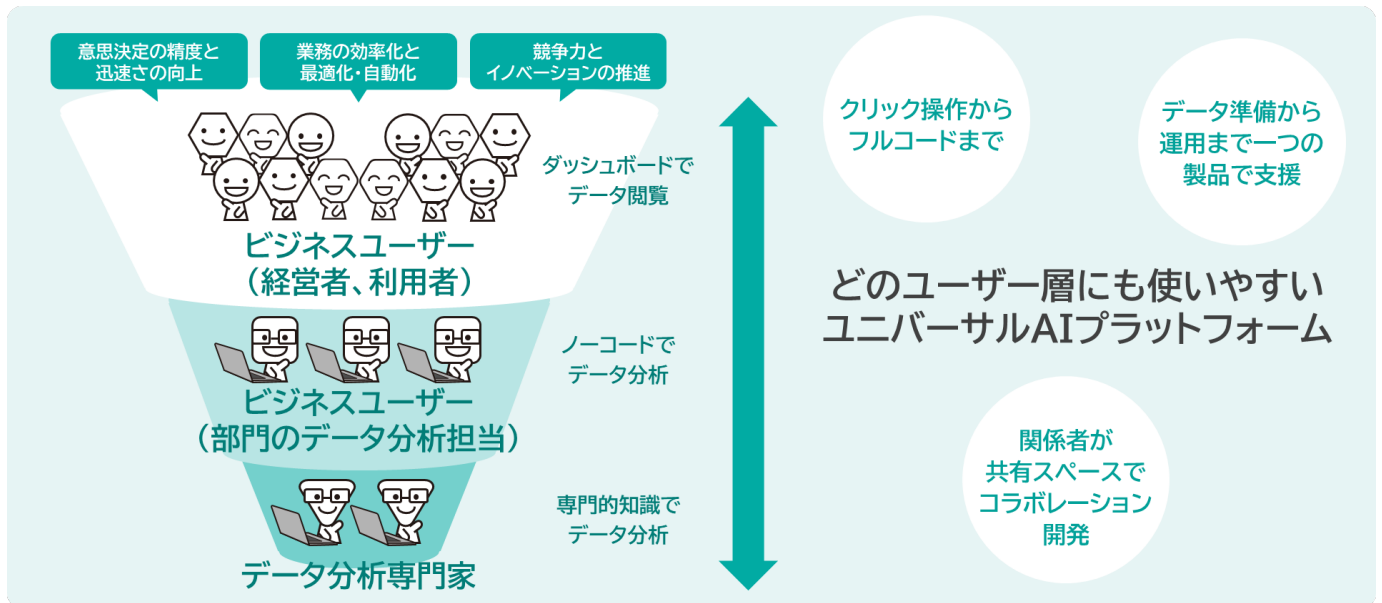 意思決定の精度と
迅速さの向上
業務の効率化と
最適化・自動化
競争力と
イノベーションの推進
ダッシュボードで
データ閲覧
ビジネスユーザー
（経営者、利用者）
ノーコードで
データ分析
ビジネスユーザー
（部門のデータ分析担当）
専門的知識で
データ分析
データ分析専門家
クリック操作から
フルコードまで
データ準備から
運用まで一つの
製品で支援
どのユーザー層にも使いやすい
ユニバーサルAIプラットフォーム
関係者が
共有スペースで
コラボレーション
開発